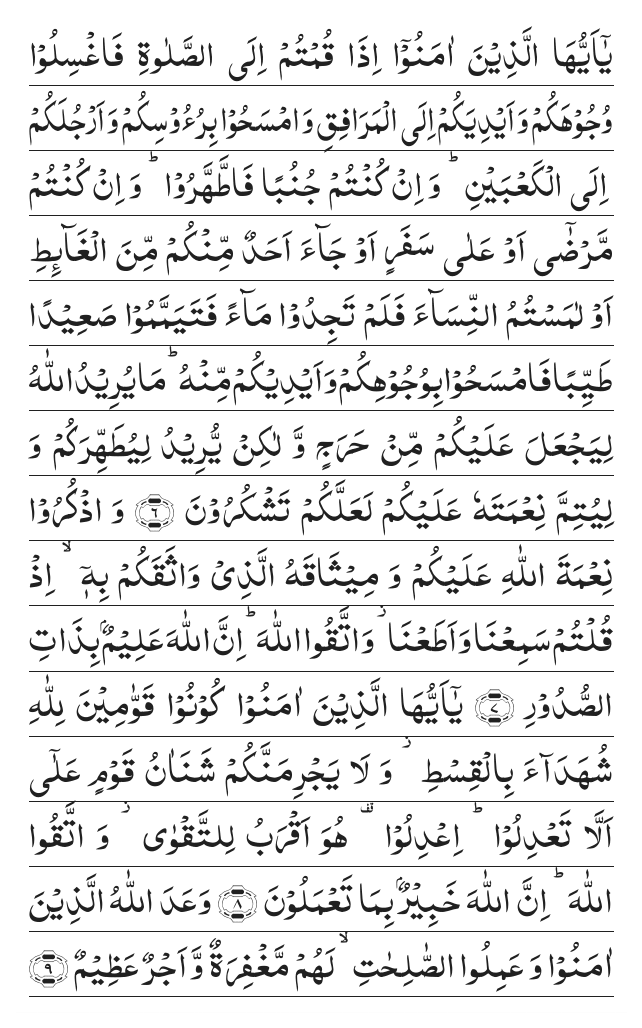 يٰۤاَيُّهَا الَّذِيْنَ اٰمَنُوْۤا اِذَا قُمْتُمْ اِلَى الصَّلٰوةِ فَاغْسِلُوْا
وُجُوْهَكُمْ وَاَيْدِيَكُمْ اِلَى الْمَرَافِقِ وَامْسَحُوْا بِرُءُوْسِكُمْ وَاَرْجُلَكُمْ
اِلَى الْكَعْبَيْنِ ؕ وَاِنْ كُنْتُمْ جُنُبًا فَاطَّهَّرُوْا ؕ وَاِنْ كُنْتُمْ
مَّرْضٰۤى اَوْ عَلٰى سَفَرٍ اَوْ جَآءَ اَحَدٌ مِّنْكُمْ مِّنَ الْغَآئِطِ
اَوْ لٰمَسْتُمُ النِّسَآءَ فَلَمْ تَجِدُوْا مَآءً فَتَيَمَّمُوْا صَعِيْدًا
طَيِّبًا فَامْسَحُوْا بِوُجُوْهِكُمْ وَاَيْدِيْكُمْ مِّنْهُ ؕ مَا يُرِيْدُ اللّٰهُ
لِيَجْعَلَ عَلَيْكُمْ مِّنْ حَرَجٍ وَّ لٰكِنْ يُّرِيْدُ لِيُطَهِّرَكُمْ وَ
لِيُتِمَّ نِعْمَتَهٗ عَلَيْكُمْ لَعَلَّكُمْ تَشْكُرُوْنَ ۝٦ وَ اذْكُرُوْا
نِعْمَةَ اللّٰهِ عَلَيْكُمْ وَ مِيْثَاقَهُ الَّذِىْ وَاثَقَكُمْ بِهٖۤ ۙ اِذْ
قُلْتُمْ سَمِعْنَا وَاَطَعْنَا ؗ وَاتَّقُوا اللّٰهَ ؕ اِنَّ اللّٰهَ عَلِيْمٌۢ بِذَاتِ
الصُّدُوْرِ ۝٧ يٰۤاَيُّهَا الَّذِيْنَ اٰمَنُوْا كُوْنُوْا قَوّٰمِيْنَ لِلّٰهِ
شُهَدَآءَ بِالْقِسْطِ ؗ وَ لَا يَجْرِمَنَّكُمْ شَنَاٰنُ قَوْمٍ عَلٰۤى
اَلَّا تَعْدِلُوْا ؕ اِعْدِلُوْا ۫ هُوَ اَقْرَبُ لِلتَّقْوٰى ؗ وَ اتَّقُوا
اللّٰهَ ؕ اِنَّ اللّٰهَ خَبِيْرٌۢ بِمَا تَعْمَلُوْنَ ۝٨ وَعَدَ اللّٰهُ الَّذِيْنَ
اٰمَنُوْا وَعَمِلُوا الصّٰلِحٰتِ ۙ لَهُمْ مَّغْفِرَةٌ وَّاَجْرٌ عَظِيْمٌ ۝٩